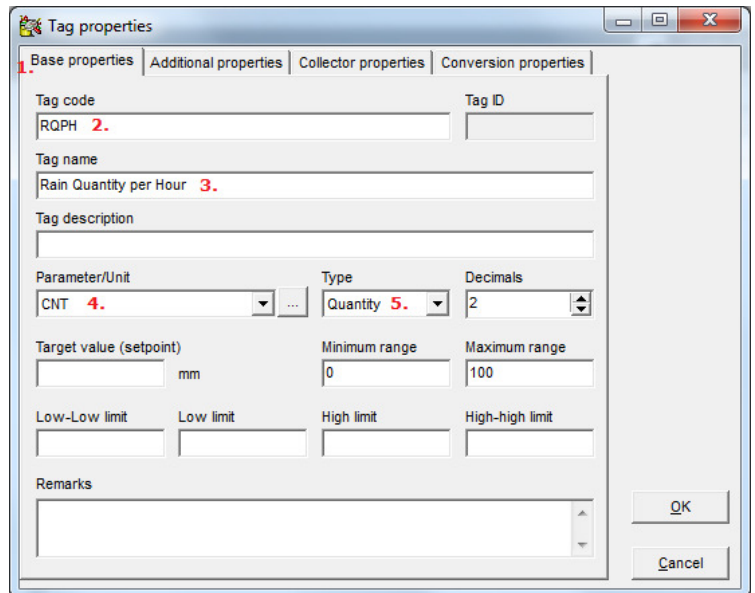 Tag properties
1. Base properties Additional properties Collector properties Conversion properties
Tag code Tag ID
RQPH 2.
Tag name
Rain Quantity per Hour 3.
Tag description
Parameter/Unit Type Decimals
CNT 4. ... Quantity 5. 2
Target value (setpoint) Minimum range Maximum range
mm 0 100
Low-Low limit Low limit High limit High-high limit
Remarks
OK
Cancel